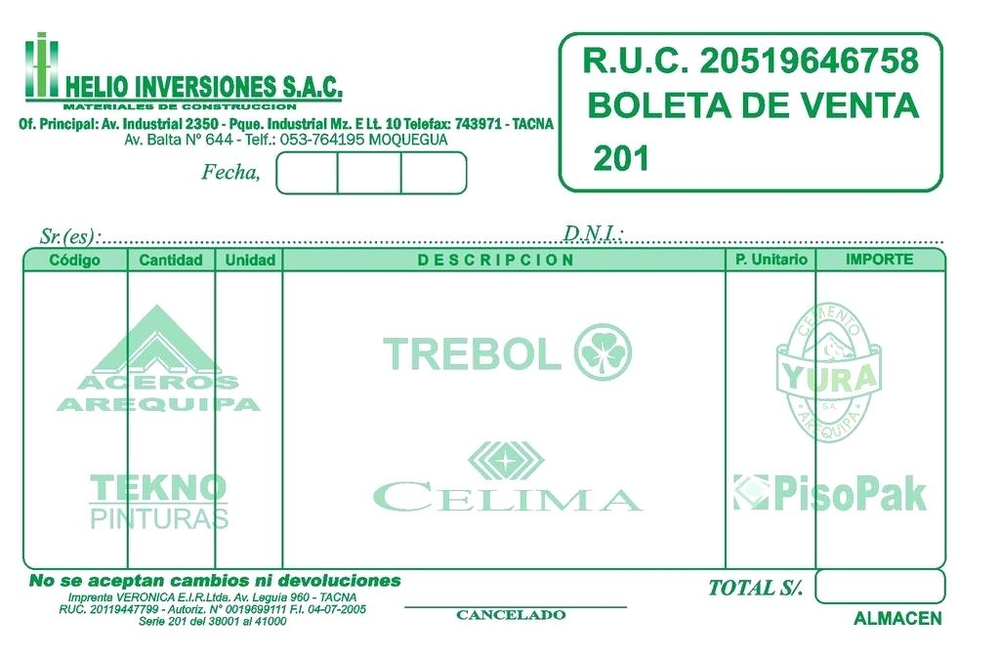 HELIO INVERSIONES S.A.C.
MATERIALES DE CONSTRUCCION
Of. Principal: Av. Industrial 2350 - Pque. Industrial Mz. E Lt. 10 Telefax: 743971 - TACNA
Av. Balta Nº 644 - Telf.: 053-764195 MOQUEGUA
R.U.C. 20519646758
BOLETA DE VENTA
201
Fecha,
Sr.(es):
D.N.I.:
Código Cantidad Unidad DESCRIPCION P. Unitario IMPORTE
ACEROS
AREQUIPA
TREBOL
CEMENTO
YURA
S.A.
AREQUIPA
TEKNO
PINTURAS
CELIMA
PisoPak
No se aceptan cambios ni devoluciones
Imprenta VERONICA E.I.R.Ltda. Av. Leguia 960 - TACNA
RUC. 20119447799 - Autoriz. N° 0019699111 F.I. 04-07-2005
Serie 201 del 38001 al 41000
CANCELADO
TOTAL S/.
ALMACEN